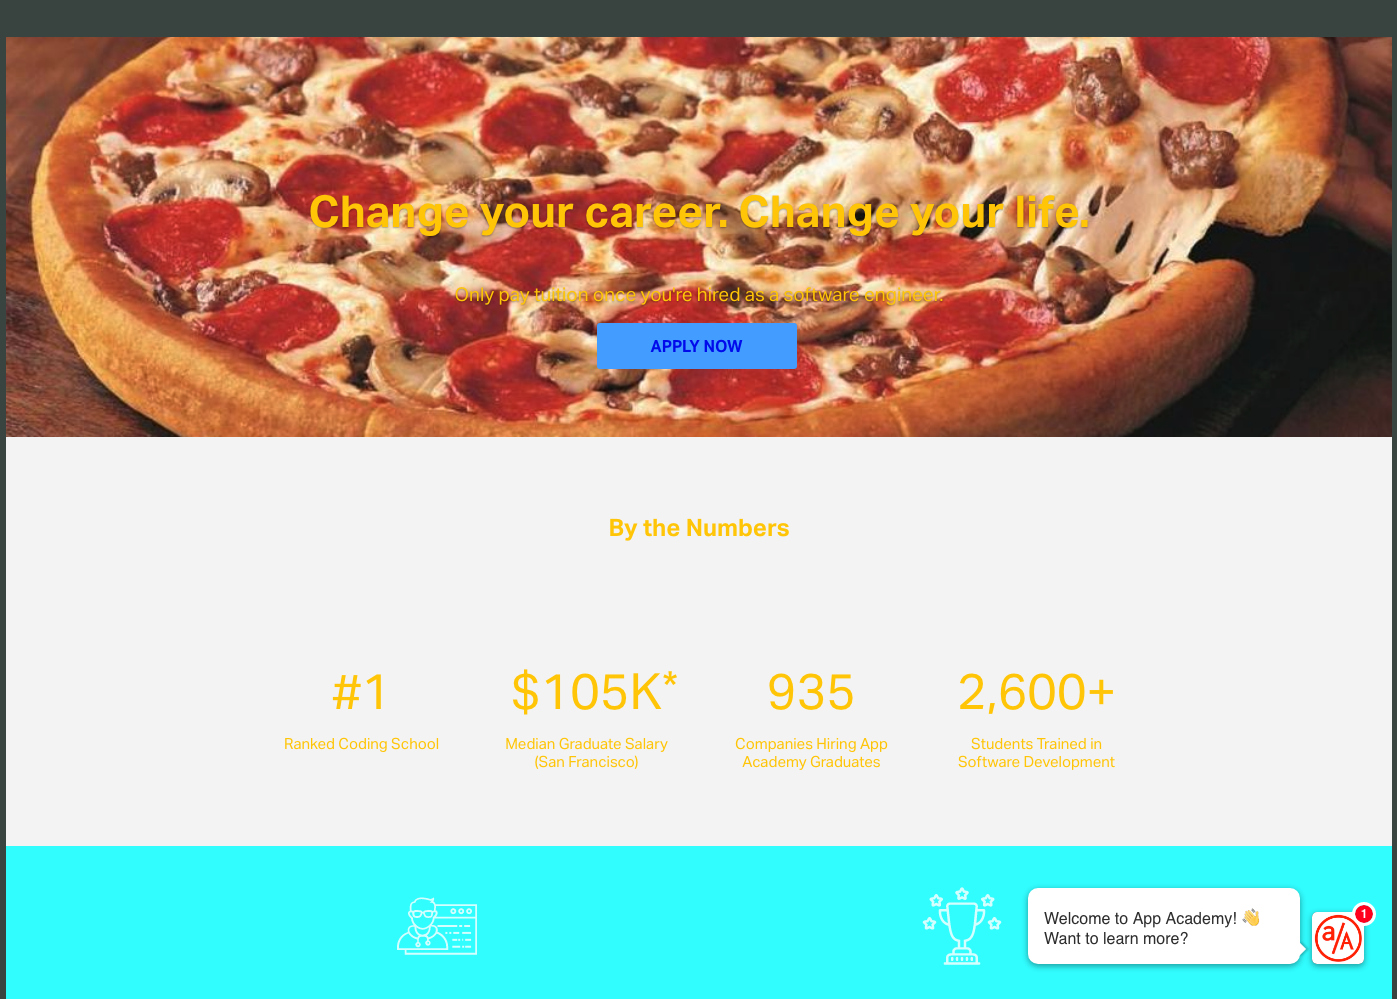 Change your career. Change your life.
Only pay tuition once you're hired as a software engineer.
APPLY NOW
By the Numbers
#1
Ranked Coding School
$105K*
Median Graduate Salary
(San Francisco)
935
Companies Hiring App
Academy Graduates
2,600+
Students Trained in
Software Development
Welcome to App Academy! 👋
Want to learn more?
1
a/A